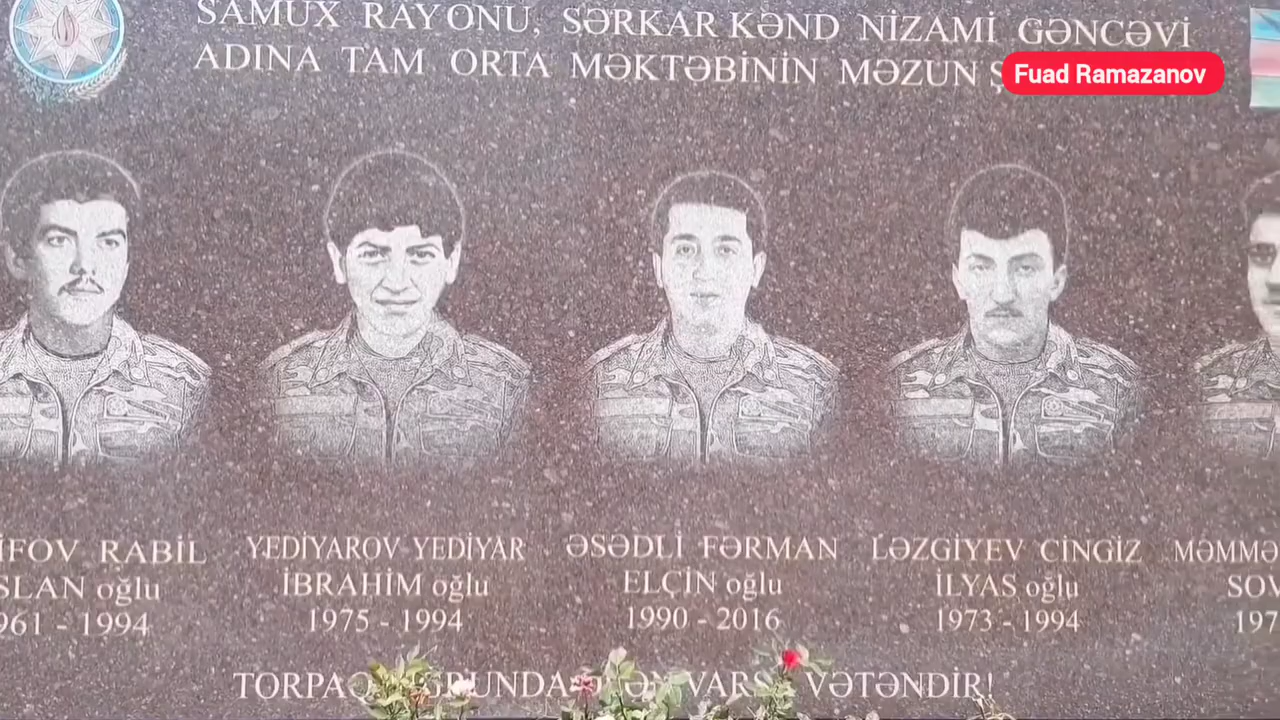 SAMUX RAYONU, SƏRKAR KƏND NİZAMİ GƏNCƏVİ
ADINA TAM ORTA MƏKTƏBİNİN MƏZUN
Fuad Ramazanov
RABİL
oğlu
1994
YEDİYAROV YEDİYAR
İBRAHİM oğlu
1975 - 1994
ƏSƏDLİ FƏRMAN
ELÇİN oğlu
1990 - 2016
LƏZGİYEV CİNGİZ
İLYAS oğlu
1973 - 1994
VƏTƏNDİR!